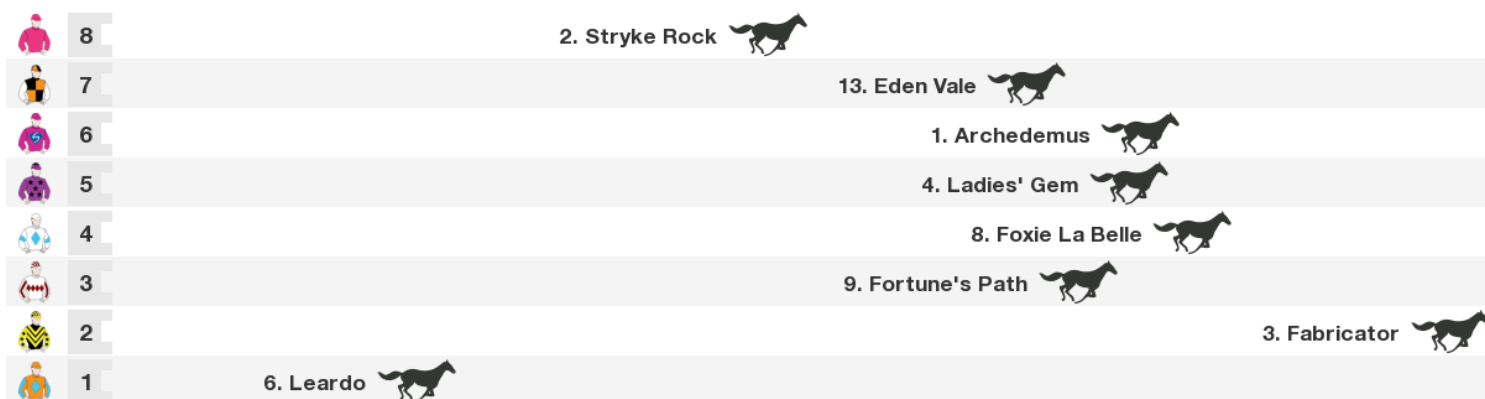 8 2. Stryke Rock
7 13. Eden Vale
6 1. Archedemus
5 4. Ladies' Gem
4 8. Foxie La Belle
3 9. Fortune's Path
2 3. Fabricator
1 6. Leardo